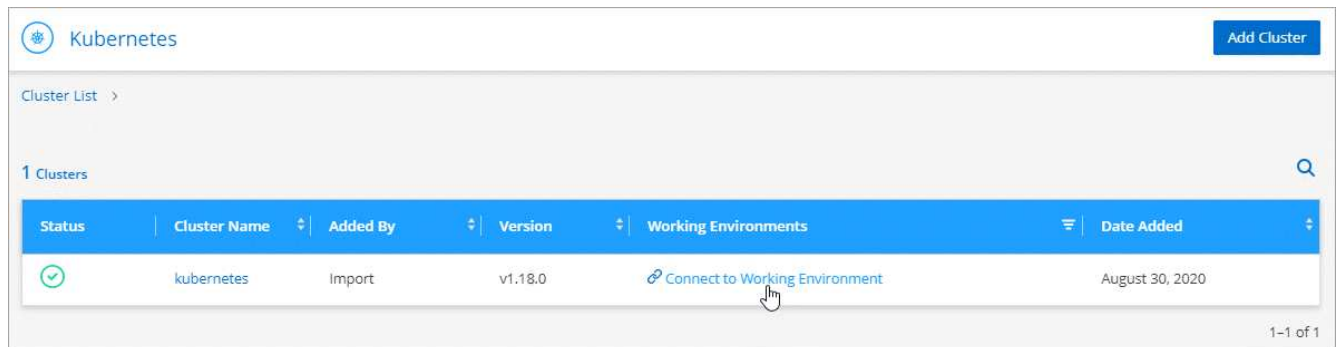 Kubernetes
Add Cluster
Cluster List >
1 Clusters
Status Cluster Name Added By Version Working Environments Date Added
kubernetes Import v1.18.0 Connect to Working Environment August 30, 2020
1–1 of 1